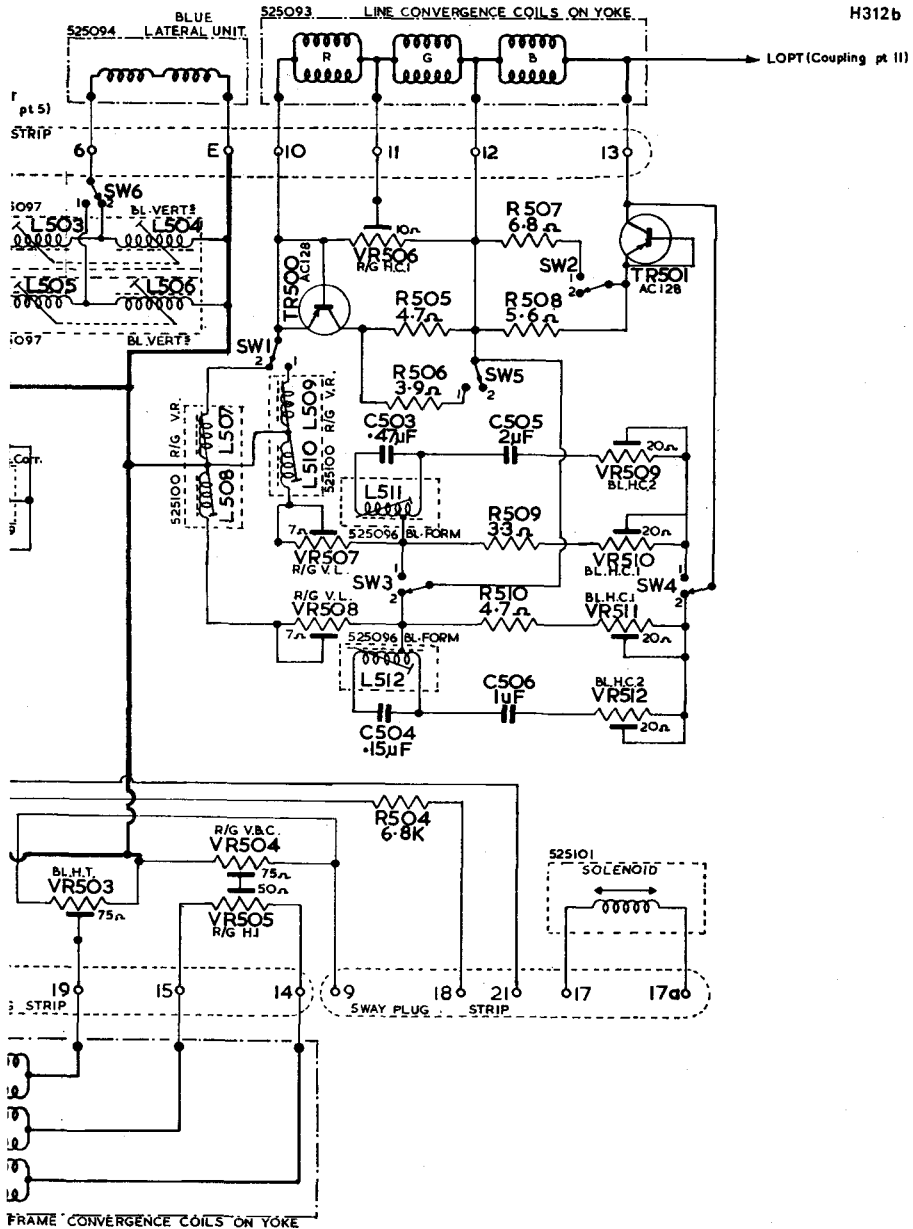 H312b
525094
BLUE
LATERAL UNIT
525093
LINE CONVERGENCE COILS ON YOKE
R
G
B
LOPT (Coupling pt 11)
pt 5)
STRIP
6
E
10
11
12
13
SW6
1
2
5097
BL.VERTS
L503
L504
L505
L506
BL.VERTS
TR500
AC128
10Ω
VR506
R/G H.C.1
R507
6.8Ω
SW2
1
2
TR501
AC128
R505
4.7Ω
R508
5.6Ω
SW1
2
1
R506
3.9Ω
SW5
1
2
R/G V.R.
L507
L508
525100
L509
R/G V.R.
L510
525100
C503
.47µF
C505
2µF
20Ω
VR509
BL.H.C.2
L511
525096 BL-FORM
R509
3.3Ω
20Ω
VR510
BL.H.C.1
7Ω
VR507
R/G V.L.
SW3
1
2
SW4
1
2
R/G V.L.
VR508
7Ω
R510
4.7Ω
BL.H.C.1
VR511
20Ω
525096 BL-FORM
L512
C504
.15µF
C506
1µF
BL.H.C.2
VR512
20Ω
Corr.
R504
6.8K
R/G V.B.C.
VR504
75Ω
50Ω
VR505
R/G H.1
BL.H.T.
VR503
75Ω
525101
SOLENOID
19
15
14
9
18
21
17
17a
STRIP
5WAY PLUG STRIP
FRAME CONVERGENCE COILS ON YOKE